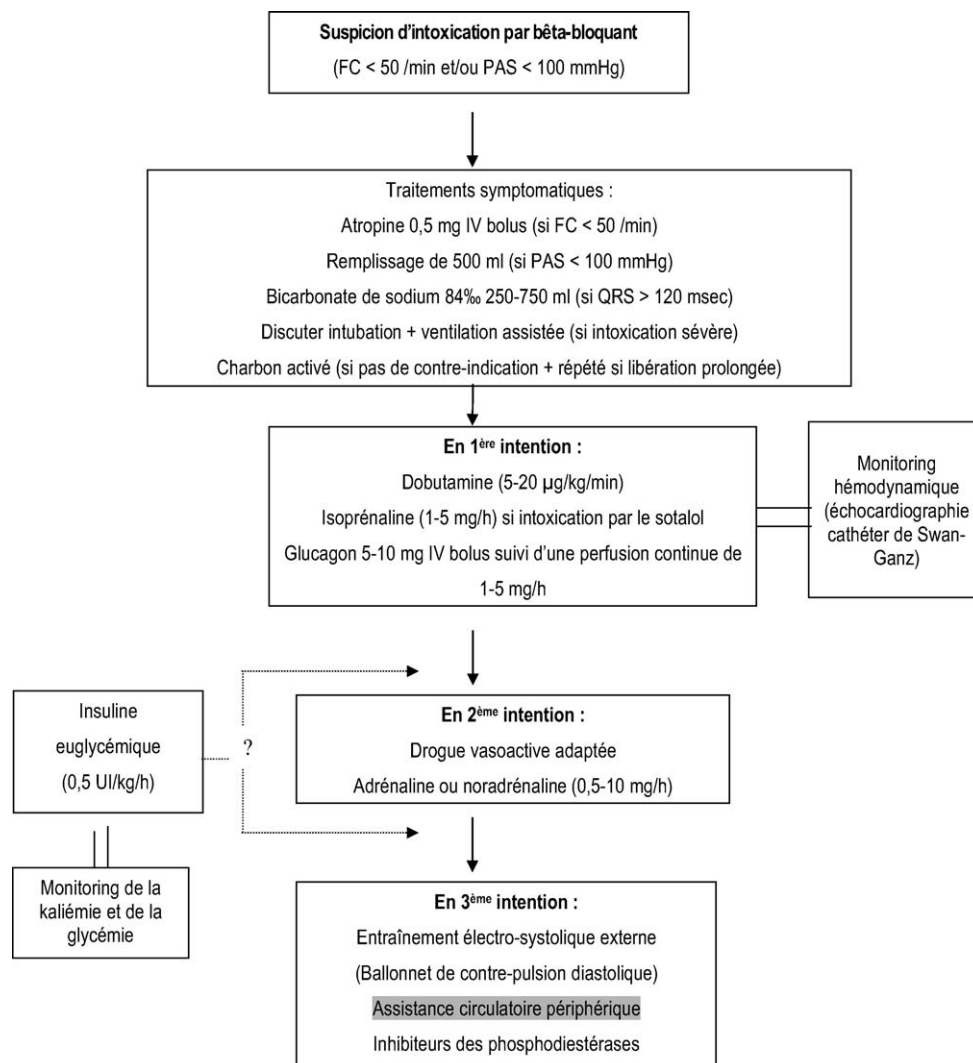 Suspicion d'intoxication par bêta-bloquant
(FC < 50 /min et/ou PAS < 100 mmHg)
Traitements symptomatiques :
Atropine 0,5 mg IV bolus (si FC < 50 /min)
Remplissage de 500 ml (si PAS < 100 mmHg)
Bicarbonate de sodium 84‰ 250-750 ml (si QRS > 120 msec)
Discuter intubation + ventilation assistée (si intoxication sévère)
Charbon activé (si pas de contre-indication + répété si libération prolongée)
En 1ère intention :
Dobutamine (5-20 µg/kg/min)
Isoprénaline (1-5 mg/h) si intoxication par le sotalol
Glucagon 5-10 mg IV bolus suivi d'une perfusion continue de
1-5 mg/h
Monitoring
hémodynamique
(échocardiographie
cathéter de Swan-
Ganz)
Insuline
euglycémique
(0,5 UI/kg/h)
?
En 2ème intention :
Drogue vasoactive adaptée
Adrénaline ou noradrénaline (0,5-10 mg/h)
Monitoring de la
kaliémie et de la
glycémie
En 3ème intention :
Entraînement électro-systolique externe
(Ballonnet de contre-pulsion diastolique)
Assistance circulatoire périphérique
Inhibiteurs des phosphodiestérases